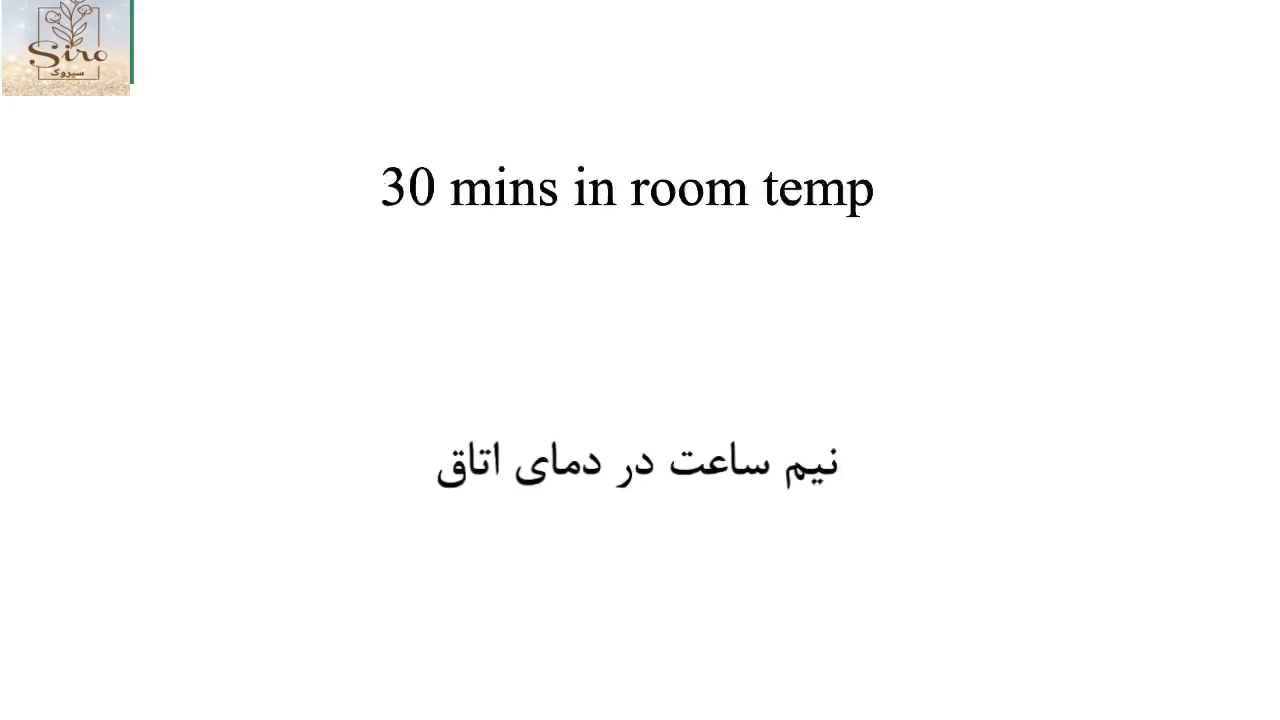 Siro
سیروک
30 mins in room temp
نیم ساعت در دمای اتاق